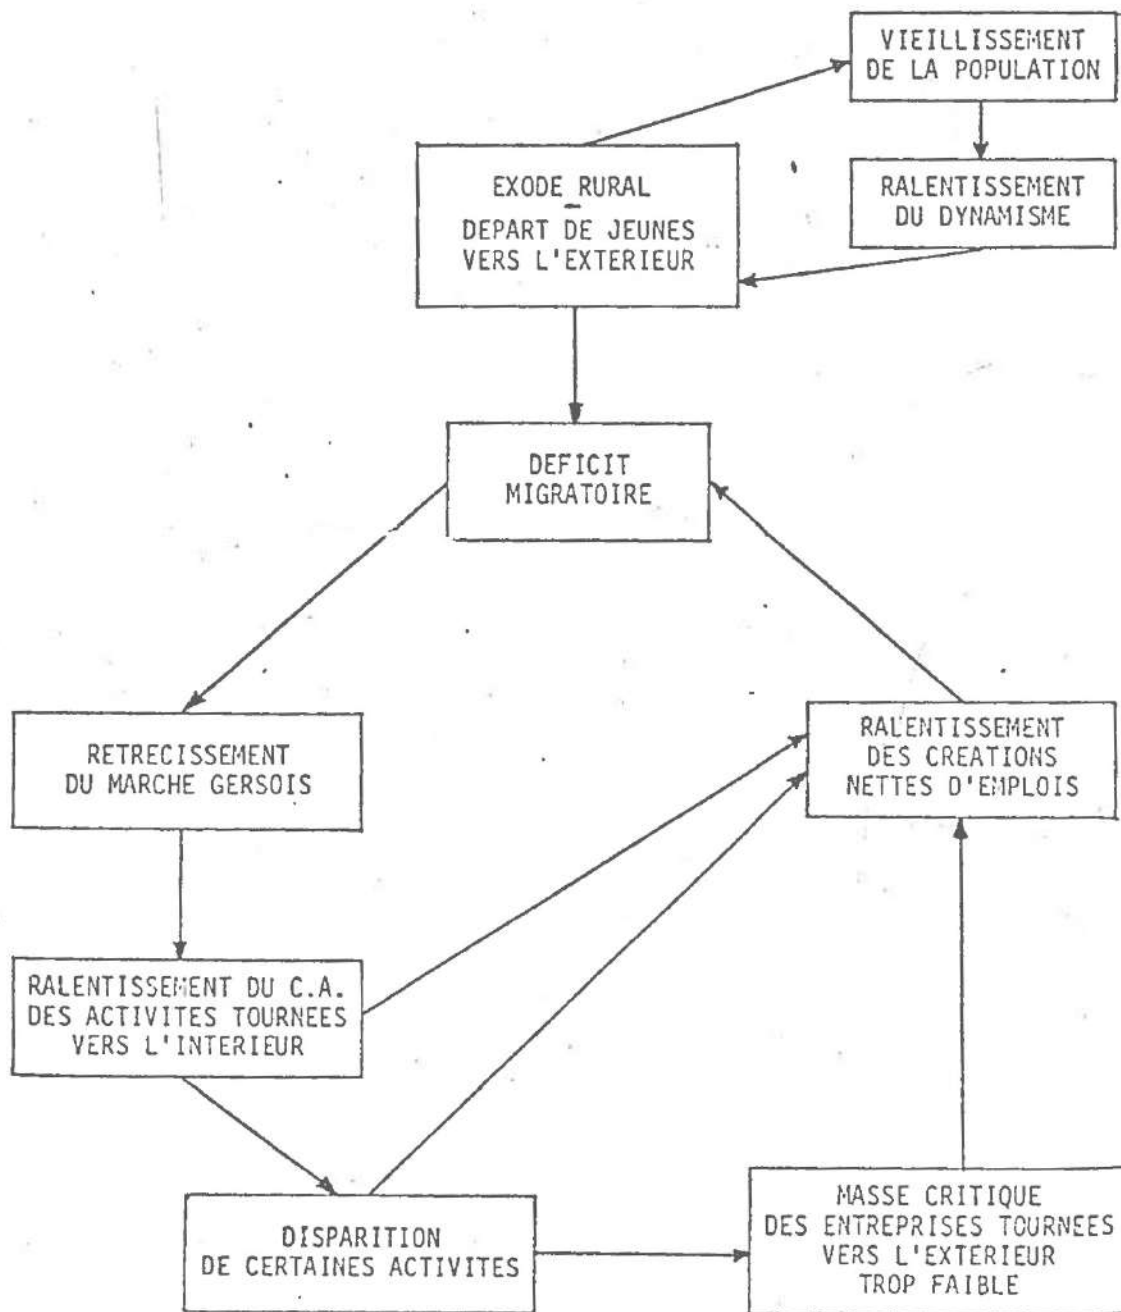 VIEILLISSEMENT
DE LA POPULATION
EXODE RURAL
DEPART DE JEUNES
VERS L'EXTERIEUR
RALENTISSEMENT
DU DYNAMISME
DEFICIT
MIGRATOIRE
RETRECISSEMENT
DU MARCHE GERSOIS
RALENTISSEMENT
DES CREATIONS
NETTES D'EMPLOIS
RALENTISSEMENT DU C.A.
DES ACTIVITES TOURNEES
VERS L'INTERIEUR
DISPARITION
DE CERTAINES ACTIVITES
MASSE CRITIQUE
DES ENTREPRISES TOURNEES
VERS L'EXTERIEUR
TROP FAIBLE